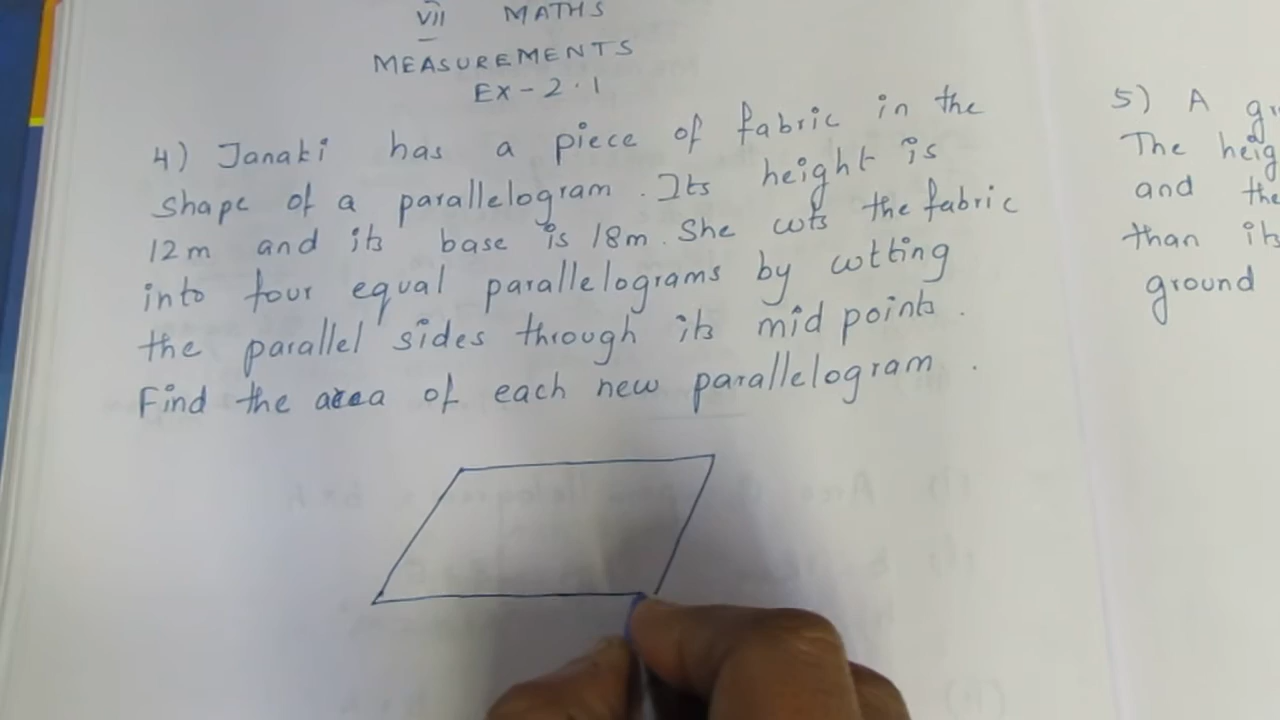 VII MATHS
MEASUREMENTS
EX-2.1
4) Janaki has a piece of fabric in the
shape of a parallelogram. Its height is
12m and its base is 18m. She cuts the fabric
into four equal parallelograms by cutting
the parallel sides through its mid points.
Find the area of each new parallelogram.
5) A
The
and the
than its
ground